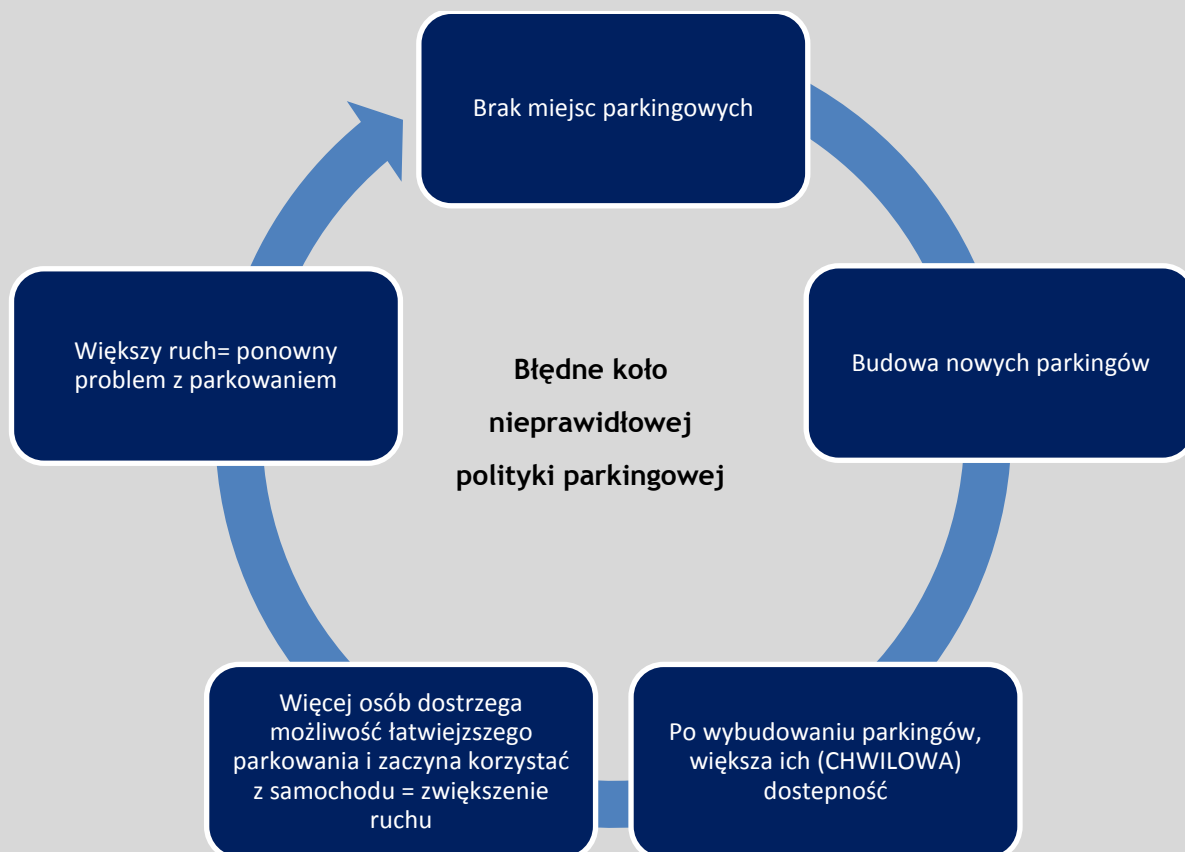 Brak miejsc parkingowych
Budowa nowych parkingów
Po wybudowaniu parkingów,
większa ich (CHWILOWA)
dostepność
Więcej osób dostrzega
możliwość łatwiejzszego
parkowania i zaczyna korzystać
z samochodu = zwiększenie
ruchu
Większy ruch= ponowny
problem z parkowaniem
Błędne koło
nieprawidłowej
polityki parkingowej